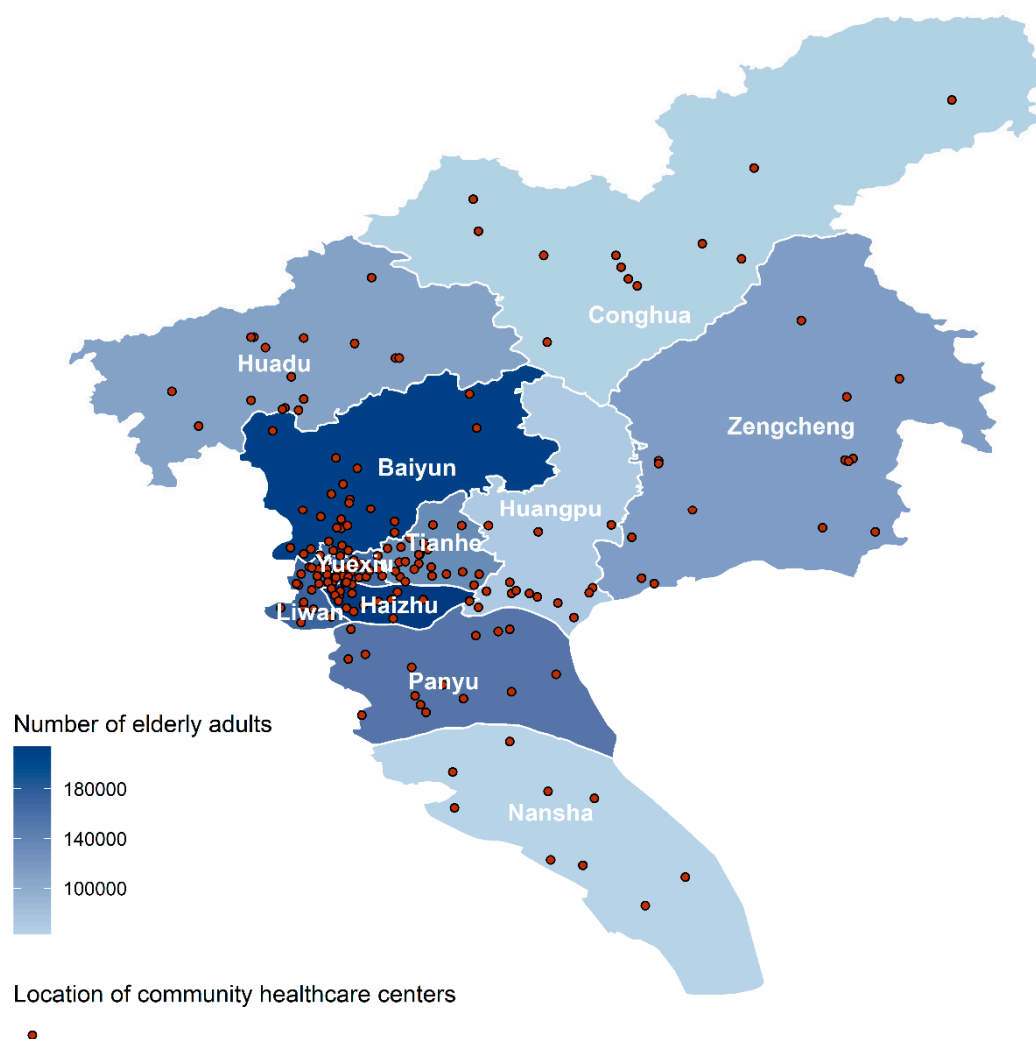 Conghua
Huadu
Zengcheng
Baiyun
Huangpu
Tianhe
Yuexiu
Haizhu
Liwan
Panyu
Number of elderly adults
180000
140000
100000
Nansha
Location of community healthcare centers